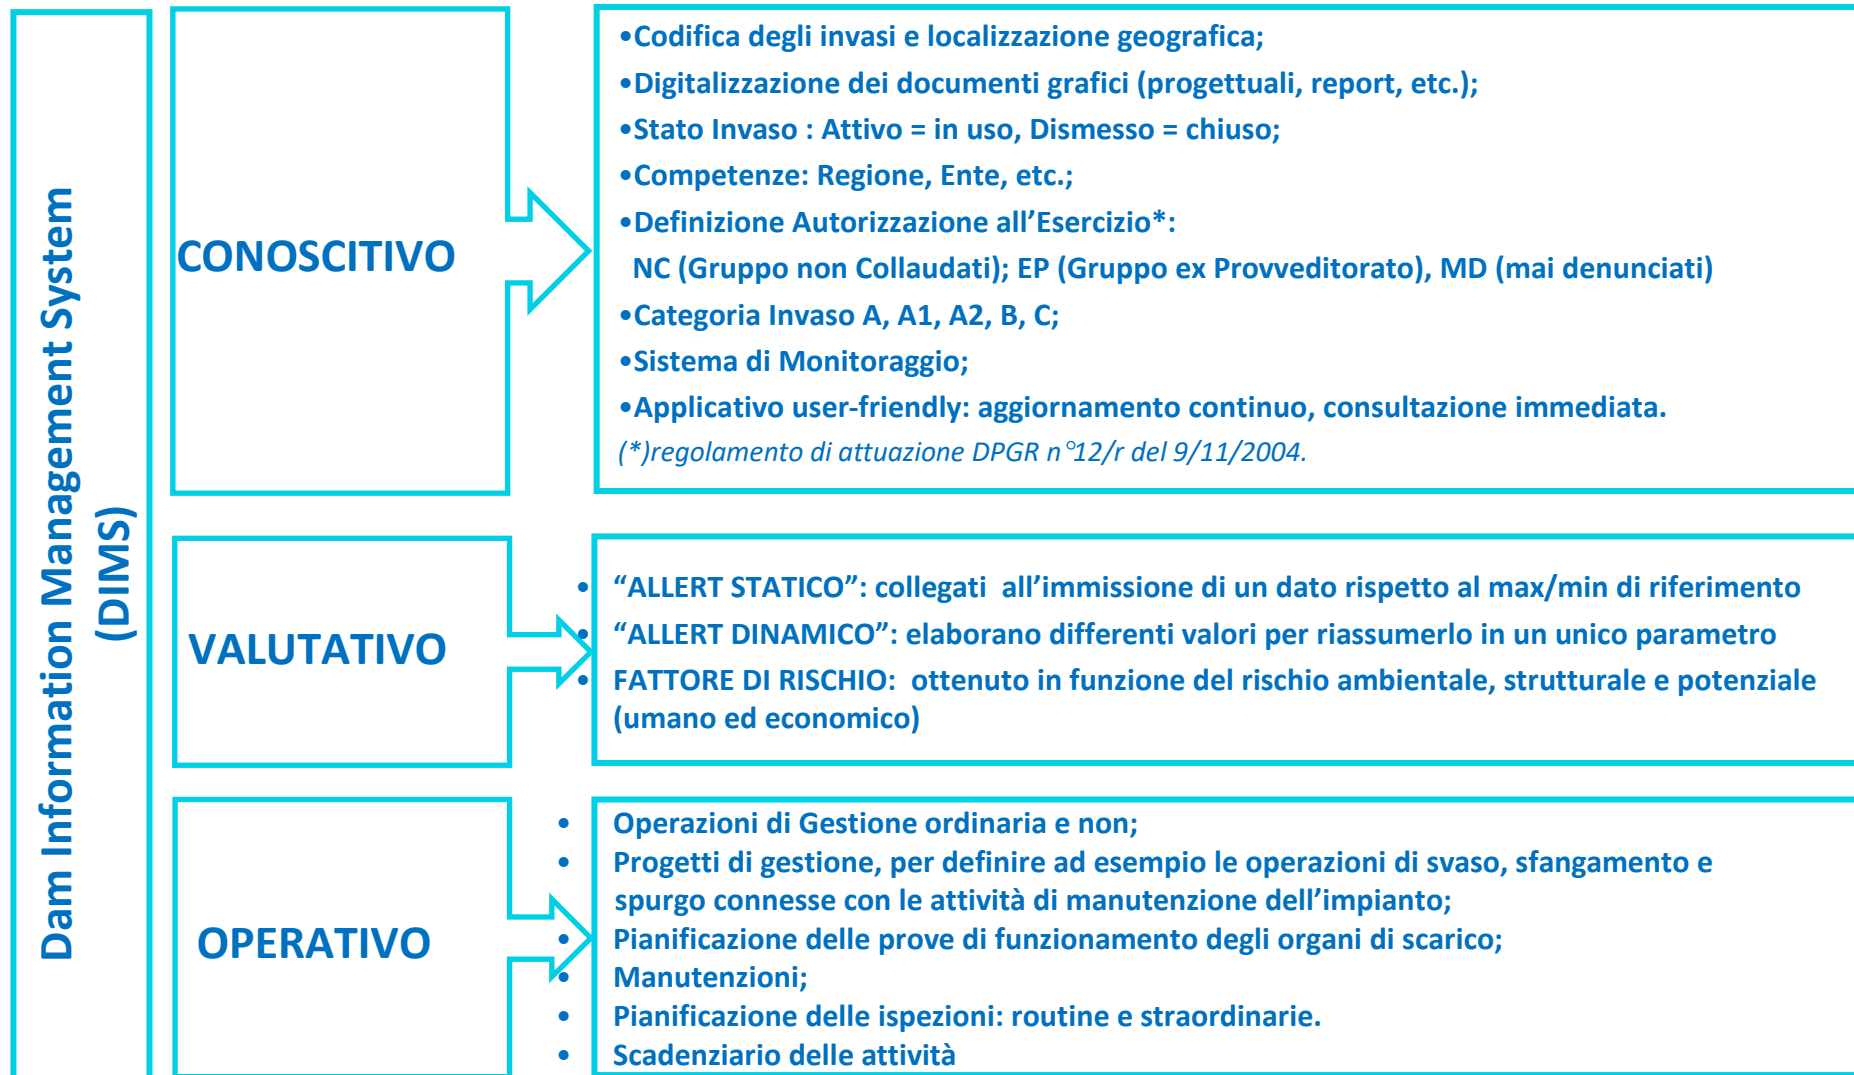 Dam Information Management System
(DIMS)
CONOSCITIVO
•Codifica degli invasi e localizzazione geografica;
•Digitalizzazione dei documenti grafici (progettuali, report, etc.);
•Stato Invaso : Attivo = in uso, Dismesso = chiuso;
•Competenze: Regione, Ente, etc.;
•Definizione Autorizzazione all’Esercizio*:
NC (Gruppo non Collaudati); EP (Gruppo ex Provveditorato), MD (mai denunciati)
•Categoria Invaso A, A1, A2, B, C;
•Sistema di Monitoraggio;
•Applicativo user-friendly: aggiornamento continuo, consultazione immediata.
(*)regolamento di attuazione DPGR n°12/r del 9/11/2004.
VALUTATIVO
• “ALLERT STATICO”: collegati all’immissione di un dato rispetto al max/min di riferimento
• “ALLERT DINAMICO”: elaborano differenti valori per riassumerlo in un unico parametro
• FATTORE DI RISCHIO: ottenuto in funzione del rischio ambientale, strutturale e potenziale
(umano ed economico)
OPERATIVO
• Operazioni di Gestione ordinaria e non;
• Progetti di gestione, per definire ad esempio le operazioni di svaso, sfangamento e
spurgo connesse con le attività di manutenzione dell’impianto;
• Pianificazione delle prove di funzionamento degli organi di scarico;
• Manutenzioni;
• Pianificazione delle ispezioni: routine e straordinarie.
• Scadenziario delle attività